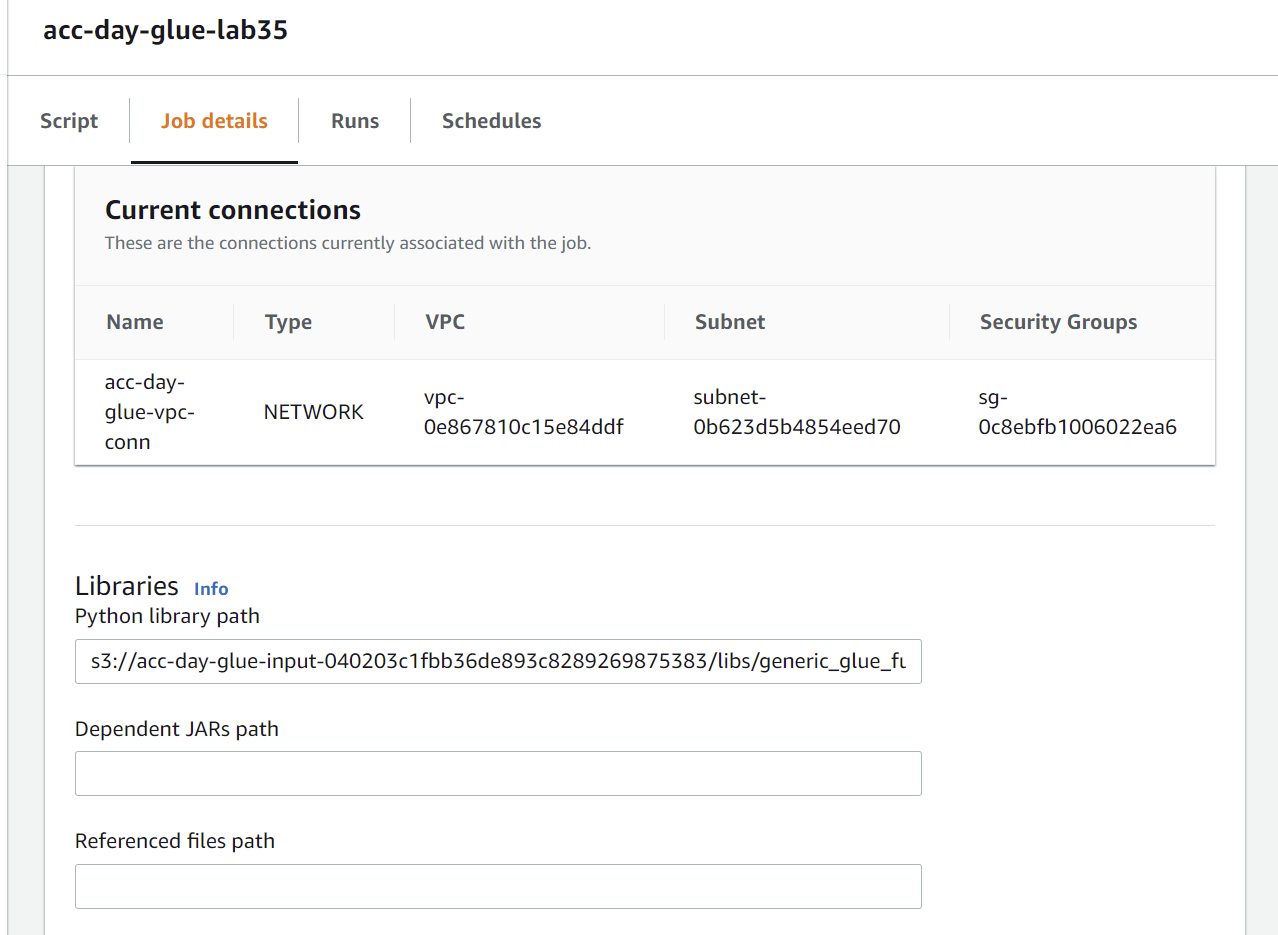 acc-day-glue-lab35
Script Job details Runs Schedules
Current connections
These are the connections currently associated with the job.
Name Type VPC Subnet Security Groups
acc-day-
glue-vpc-
conn
NETWORK
vpc-
0e867810c15e84ddf
subnet-
0b623d5b4854eed70
sg-
0c8ebfb1006022ea6
Libraries Info
Python library path
s3://acc-day-glue-input-040203c1fbb36de893c8289269875383/libs/generic_glue_fu
Dependent JARs path
Referenced files path